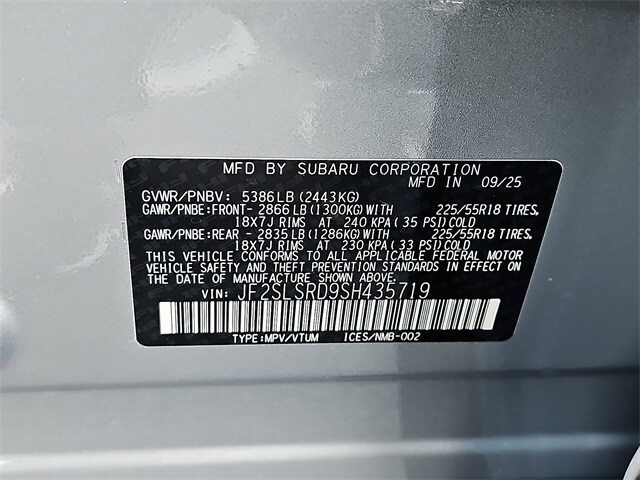 MFD BY SUBARU CORPORATION
MFD IN 09/25
GVWR/PNBV: 5386LB (2443KG)
GAWR/PNBE:FRONT- 2866 LB (1300KG) WITH 225/55R18 TIRES,
18X7J RIMS AT 240 KPA ( 35 PSI) COLD
GAWR/PNBE:REAR - 2835 LB (1286KG) WITH 225/55R18 TIRES,
18X7J RIMS AT 230 KPA ( 33 PSI) COLD
THIS VEHICLE CONFORMS TO ALL APPLICABLE FEDERAL MOTOR
VEHICLE SAFETY AND THEFT PREVENTION STANDARDS IN EFFECT
ON THE DATE OF MANUFACTURE SHOWN ABOVE.
VIN: JF2SLSRD9SH435719
TYPE:MPV/VTUM ICES/NMB-002